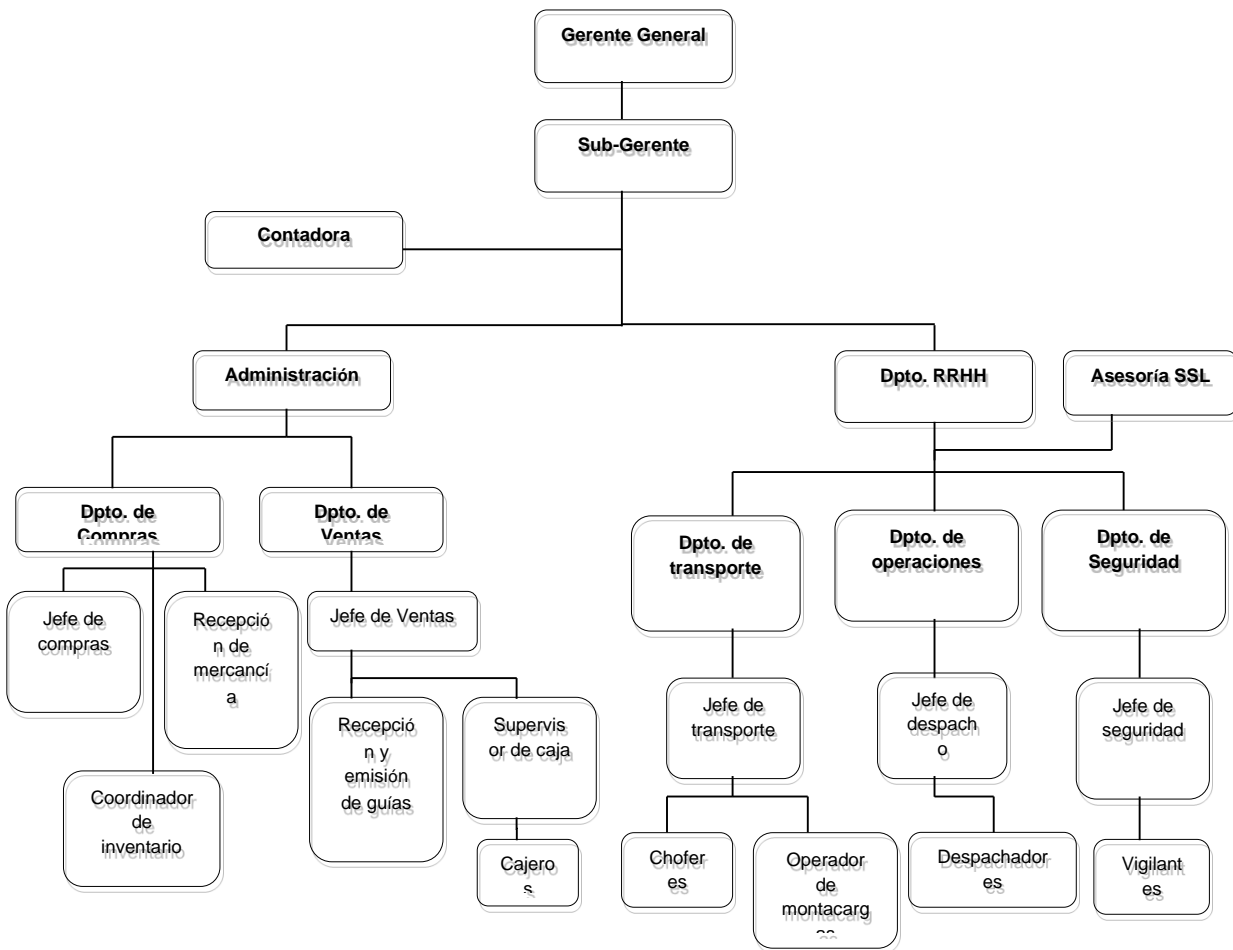 Gerente General
Sub-Gerente
Contadora
Administración
Dpto. RRHH
Asesoría SSL
Dpto. de
Compras
Dpto. de
Ventas
Dpto. de
transporte
Dpto. de
operaciones
Dpto. de
Seguridad
Jefe de
compras
Recepció
n de
mercancí
a
Jefe de Ventas
Coordinador
de
inventario
Recepció
n y
emisión
de guías
Supervis
or de caja
Cajero
s
Jefe de
transporte
Jefe de
despach
o
Jefe de
seguridad
Chofer
es
Operador
de
montacarg
as
Despachador
es
Vigilant
es